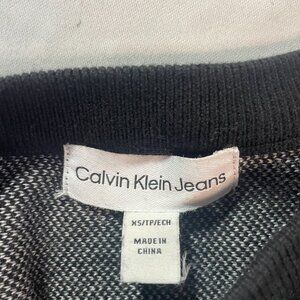 Calvin Klein Jeans
XS/TP/ECH
MADE IN
CHINA